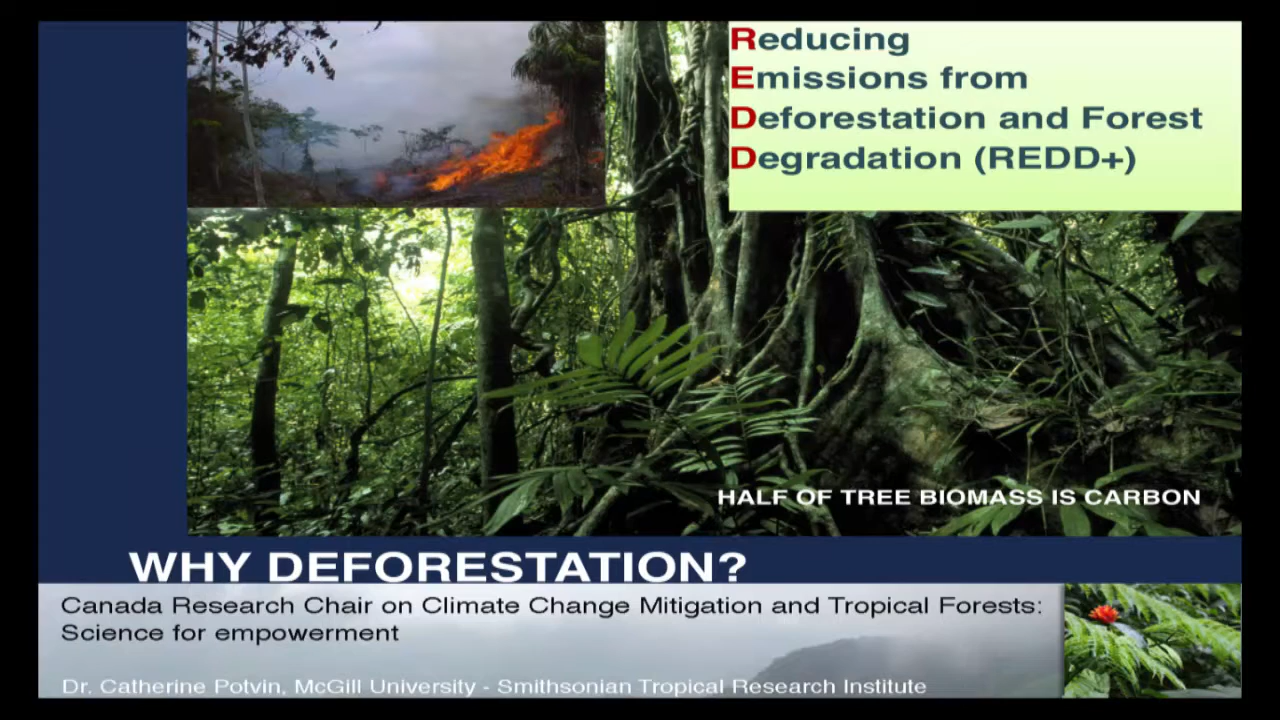 Reducing
Emissions from
Deforestation and Forest
Degradation (REDD+)
HALF OF TREE BIOMASS IS CARBON
WHY DEFORESTATION?
Canada Research Chair on Climate Change Mitigation and Tropical Forests:
Science for empowerment
Dr. Catherine Potvin, McGill University - Smithsonian Tropical Research Institute